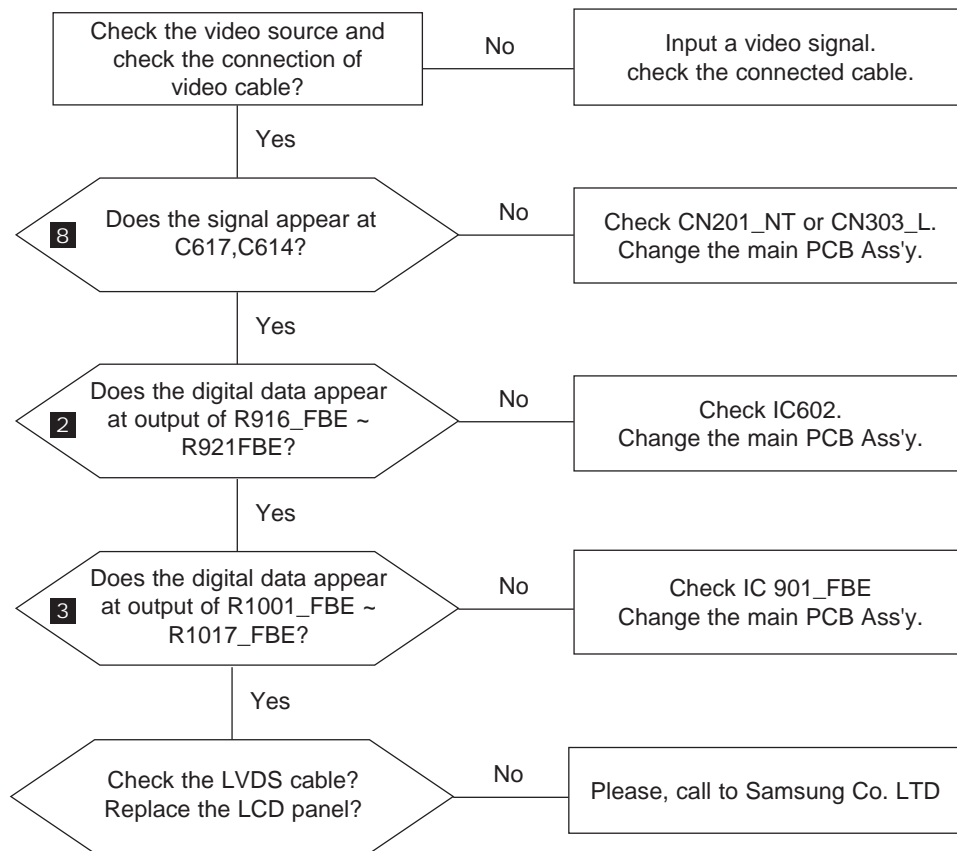 Check the video source and
check the connection of
video cable?
No
Input a video signal.
check the connected cable.
Yes
8
Does the signal appear at
C617,C614?
No
Check CN201_NT or CN303_L.
Change the main PCB Ass'y.
Yes
2
Does the digital data appear
at output of R916_FBE ~
R921FBE?
No
Check IC602.
Change the main PCB Ass'y.
Yes
3
Does the digital data appear
at output of R1001_FBE ~
R1017_FBE?
No
Check IC 901_FBE
Change the main PCB Ass'y.
Yes
Check the LVDS cable?
Replace the LCD panel?
No
Please, call to Samsung Co. LTD